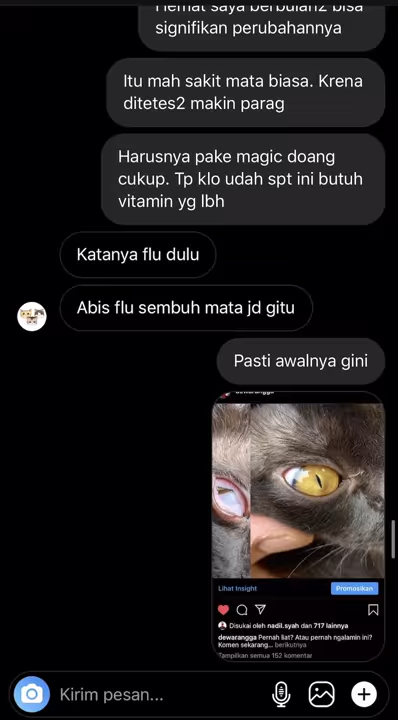 Hemat saya berbulan2 bisa
signifikan perubahannya
Itu mah sakit mata biasa. Krena
ditetes2 makin parag
Harusnya pake magic doang
cukup. Tp klo udah spt ini butuh
vitamin yg lbh
Katanya flu dulu
Abis flu sembuh mata jd gitu
Pasti awalnya gini
dewarangga
Lihat Insight
Promosikan
Disukai oleh nadil.syah dan 717 lainnya
dewarangga Pernah liat? Atau pernah ngalamin ini?
Komen sekarang... berikutnya
Tampilkan semua 152 komentar
Kirim pesan...